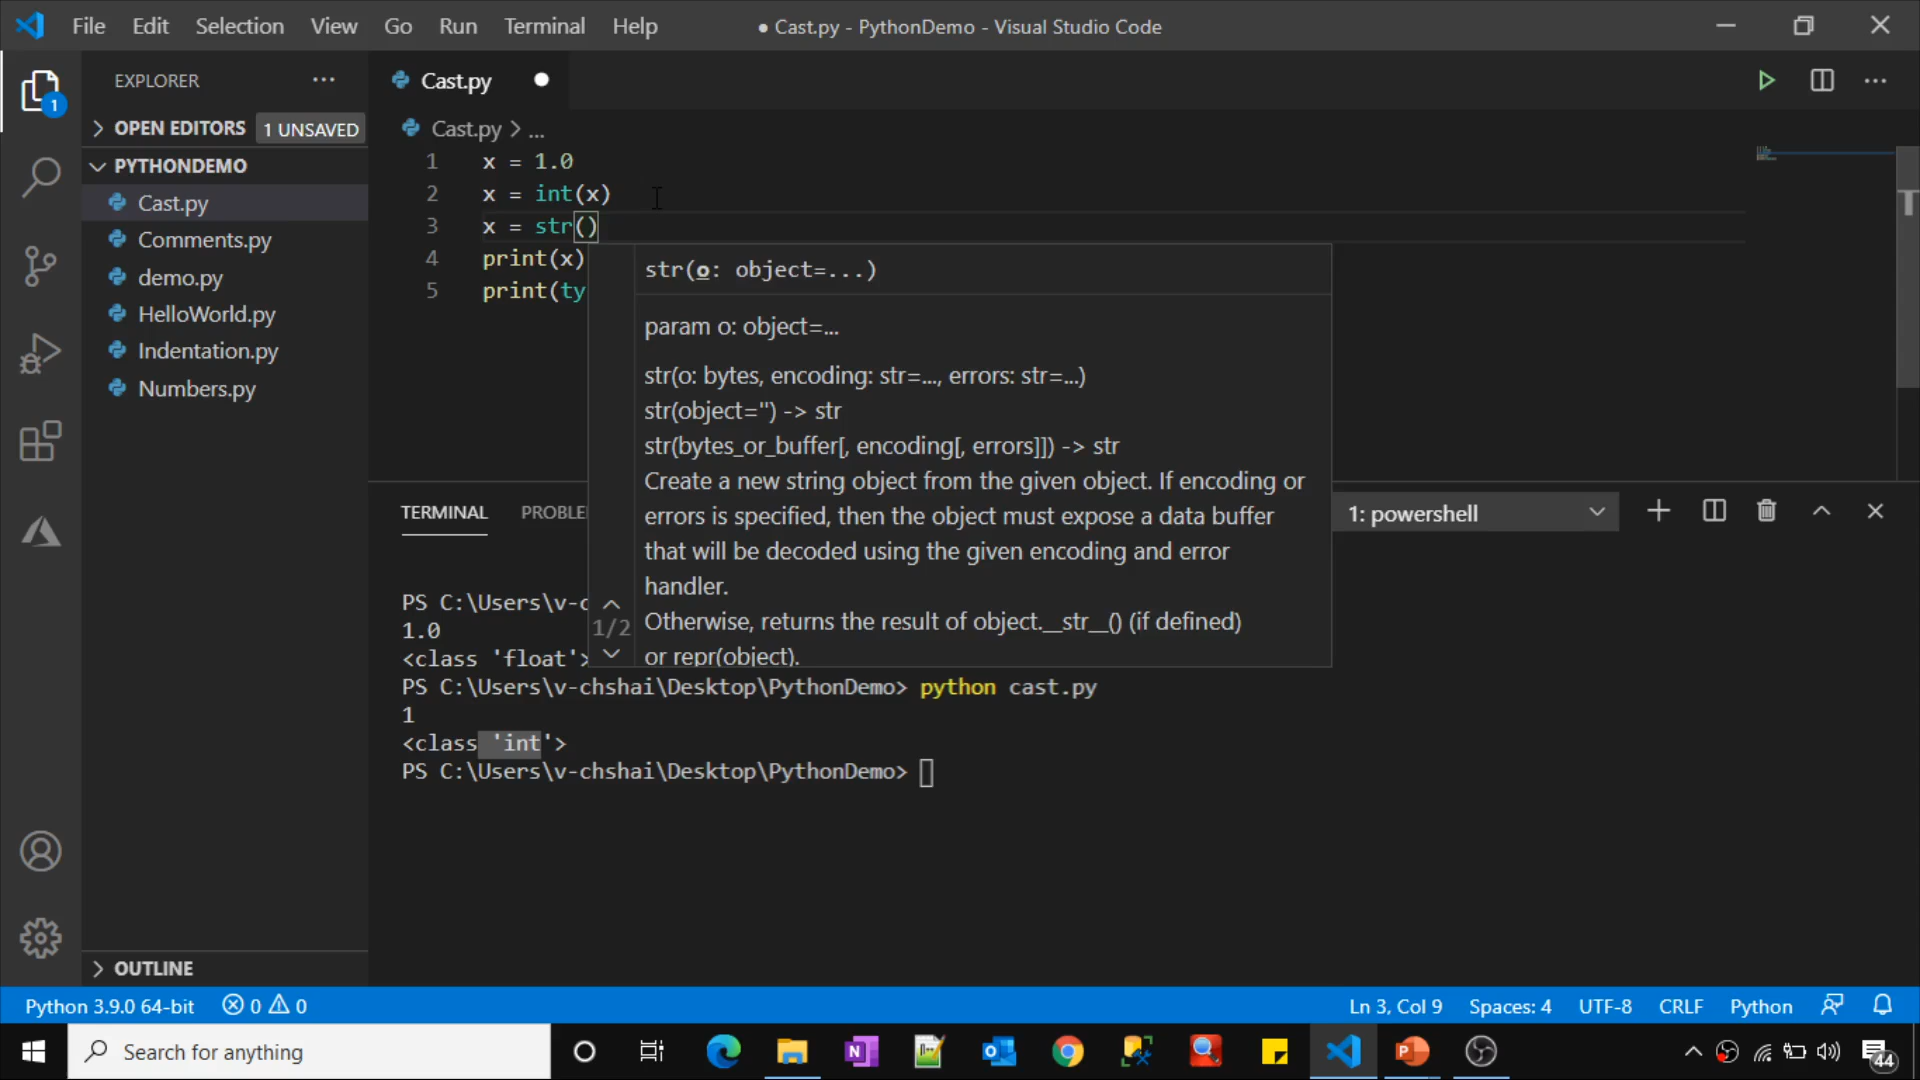 File Edit Selection View Go Run Terminal Help
● Cast.py - PythonDemo - Visual Studio Code
EXPLORER
OPEN EDITORS 1 UNSAVED
PYTHONDEMO
Cast.py
Comments.py
demo.py
HelloWorld.py
Indentation.py
Numbers.py
OUTLINE
1
Cast.py
Cast.py > ...
1 x = 1.0
2 x = int(x)
3 x = str()
4 print(x)
5 print(ty
str(o: object=...)
param o: object=...
str(o: bytes, encoding: str=..., errors: str=...)
str(object='') -> str
str(bytes_or_buffer[, encoding[, errors]]) -> str
Create a new string object from the given object. If encoding or
errors is specified, then the object must expose a data buffer
that will be decoded using the given encoding and error
handler.
Otherwise, returns the result of object.__str__() (if defined)
or repr(object).
1/2
TERMINAL PROBLE
1: powershell
PS C:\Users\v-c
1.0
<class 'float'>
PS C:\Users\v-chshai\Desktop\PythonDemo> python cast.py
1
<class 'int'>
PS C:\Users\v-chshai\Desktop\PythonDemo>
Python 3.9.0 64-bit 0 0
Ln 3, Col 9 Spaces: 4 UTF-8 CRLF Python
Search for anything
44